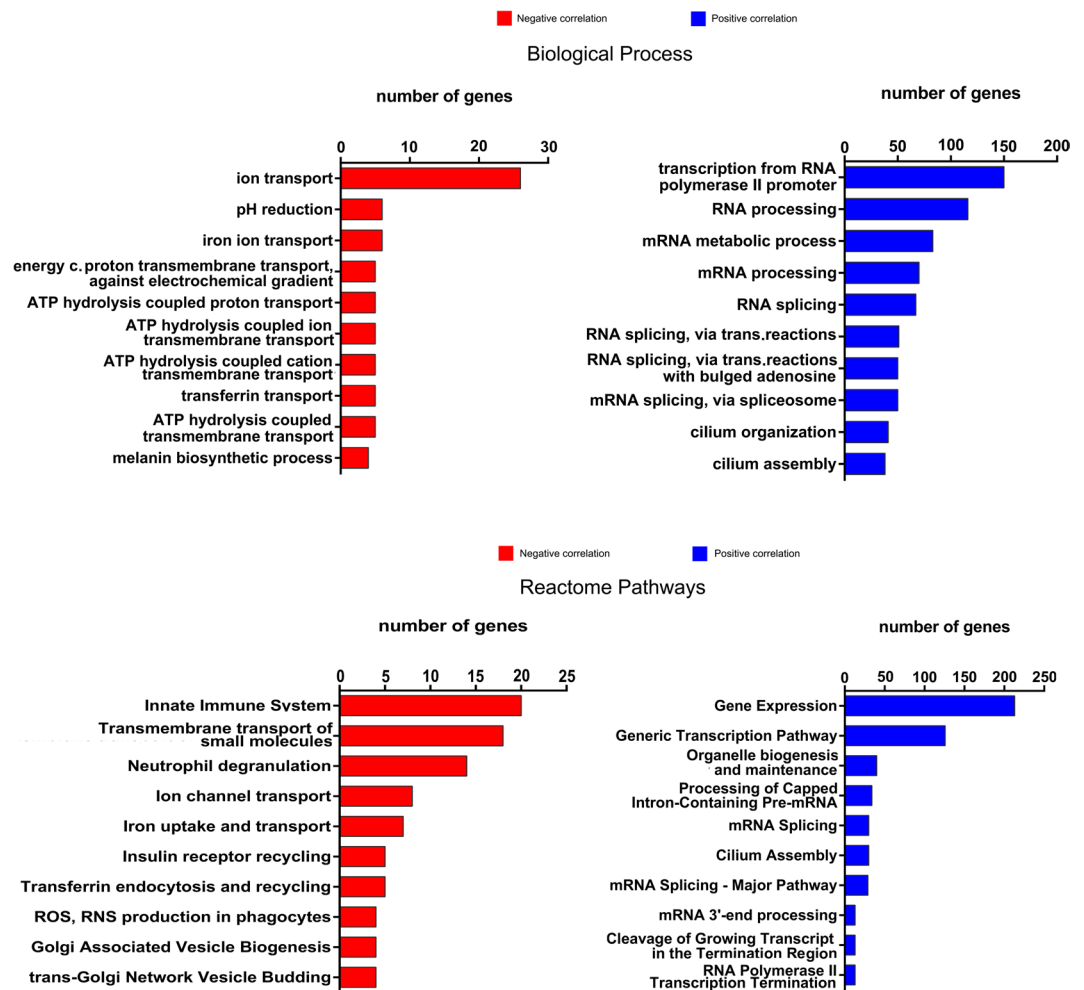 Negative correlation
Positive correlation
Biological Process
number of genes
0 10 20 30
ion transport
pH reduction
iron ion transport
energy c.proton transmembrane transport,
against electrochemical gradient
ATP hydrolysis coupled proton transport
ATP hydrolysis coupled ion
transmembrane transport
ATP hydrolysis coupled cation
transmembrane transport
transferrin transport
ATP hydrolysis coupled
transmembrane transport
melanin biosynthetic process
number of genes
0 50 100 150 200
transcription from RNA
polymerase II promoter
RNA processing
mRNA metabolic process
mRNA processing
RNA splicing
RNA splicing, via trans.reactions
RNA splicing, via trans.reactions
with bulged adenosine
mRNA splicing, via spliceosome
cilium organization
cilium assembly
Negative correlation
Positive correlation
Reactome Pathways
number of genes
0 5 10 15 20 25
Innate Immune System
Transmembrane transport of
small molecules
Neutrophil degranulation
Ion channel transport
Iron uptake and transport
Insulin receptor recycling
Transferrin endocytosis and recycling
ROS, RNS production in phagocytes
Golgi Associated Vesicle Biogenesis
trans-Golgi Network Vesicle Budding
number of genes
0 50 100 150 200 250
Gene Expression
Generic Transcription Pathway
Organelle biogenesis
and maintenance
Processing of Capped
Intron-Containing Pre-mRNA
mRNA Splicing
Cilium Assembly
mRNA Splicing - Major Pathway
mRNA 3'-end processing
Cleavage of Growing Transcript
in the Termination Region
RNA Polymerase II
Transcription Termination